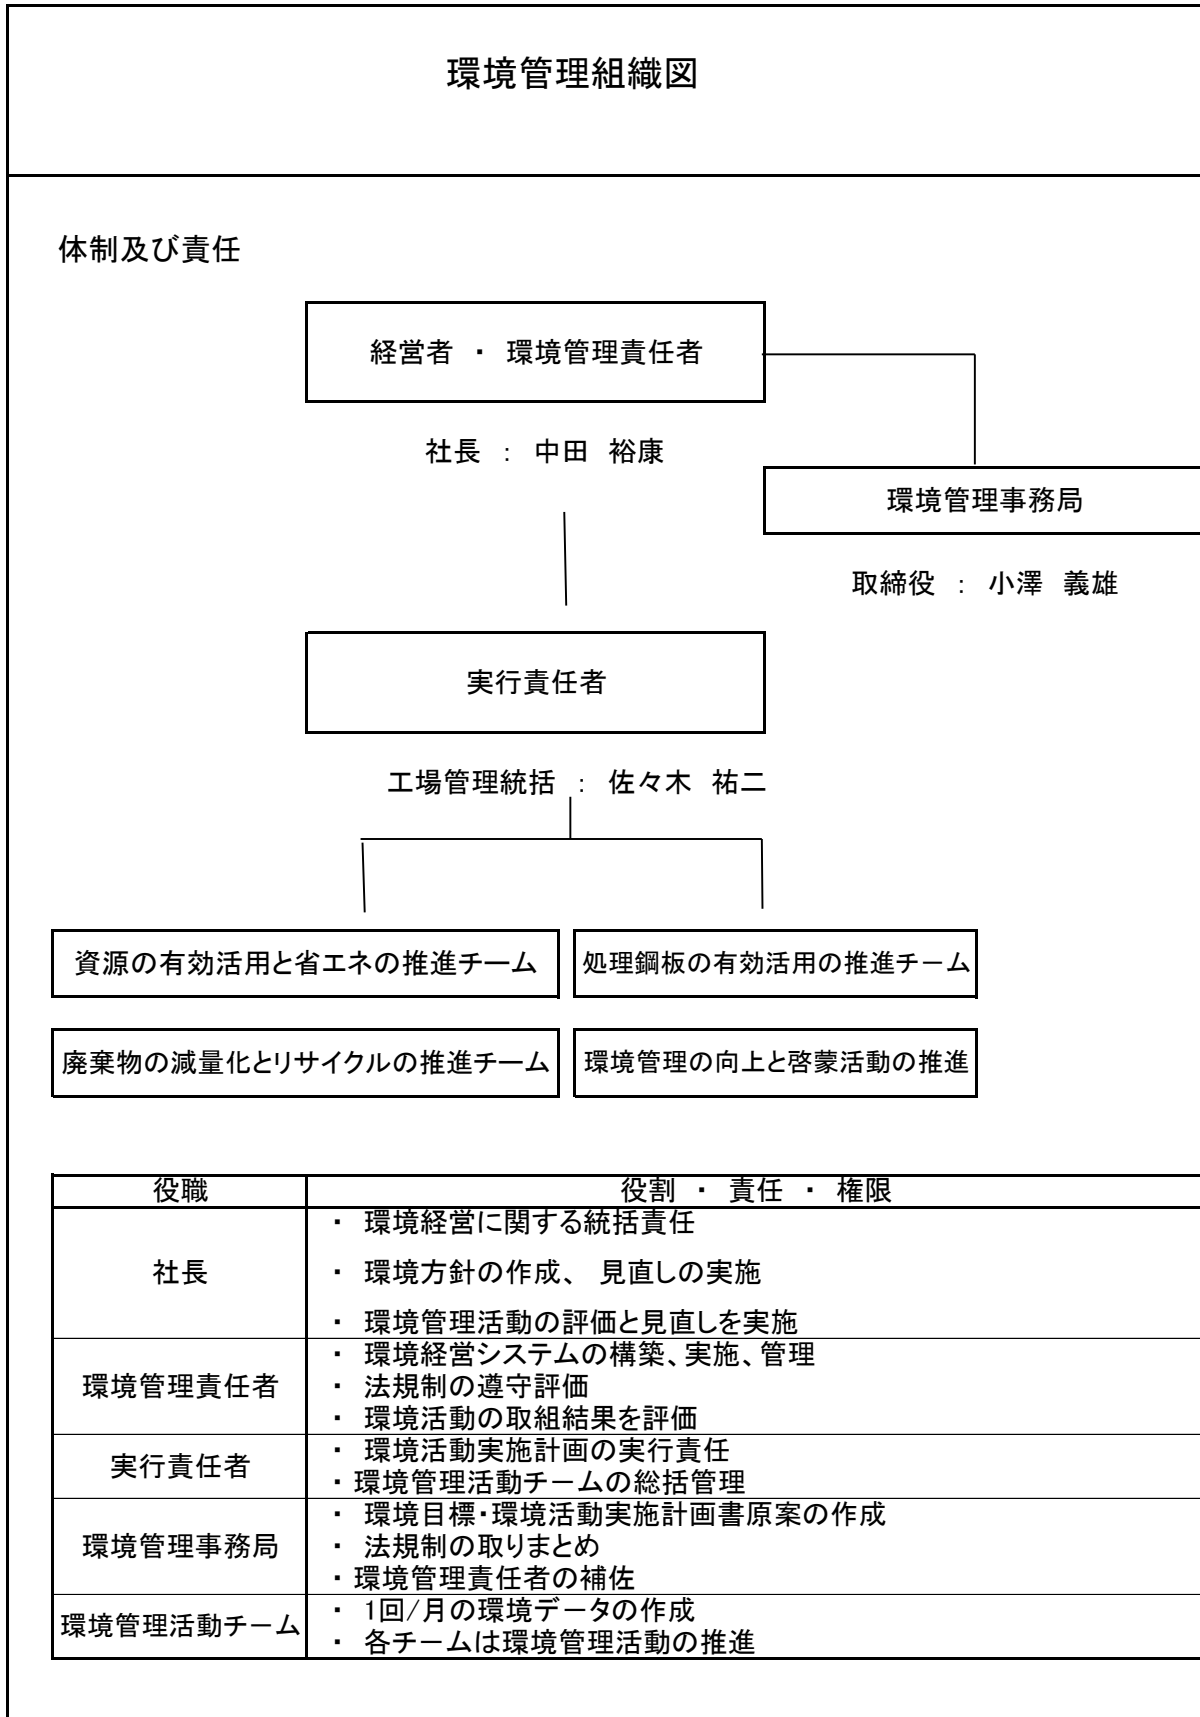 環境管理組織図
体制及び責任
経営者 ・ 環境管理責任者
社長 : 中田 裕康
環境管理事務局
取締役 : 小澤 義雄
実行責任者
工場管理統括 : 佐々木 祐二
資源の有効活用と省エネの推進チーム
処理鋼板の有効活用の推進チーム
廃棄物の減量化とリサイクルの推進チーム
環境管理の向上と啓蒙活動の推進
役職
役割 ・ 責任 ・ 権限
社長
・ 環境経営に関する統括責任
・ 環境方針の作成、 見直しの実施
・ 環境管理活動の評価と見直しを実施
環境管理責任者
・ 環境経営システムの構築、実施、管理
・ 法規制の遵守評価
・ 環境活動の取組結果を評価
実行責任者
・ 環境活動実施計画の実行責任
・環境管理活動チームの総括管理
環境管理事務局
・ 環境目標・環境活動実施計画書原案の作成
・ 法規制の取りまとめ
・環境管理責任者の補佐
環境管理活動チーム
・ 1回/月の環境データの作成
・ 各チームは環境管理活動の推進